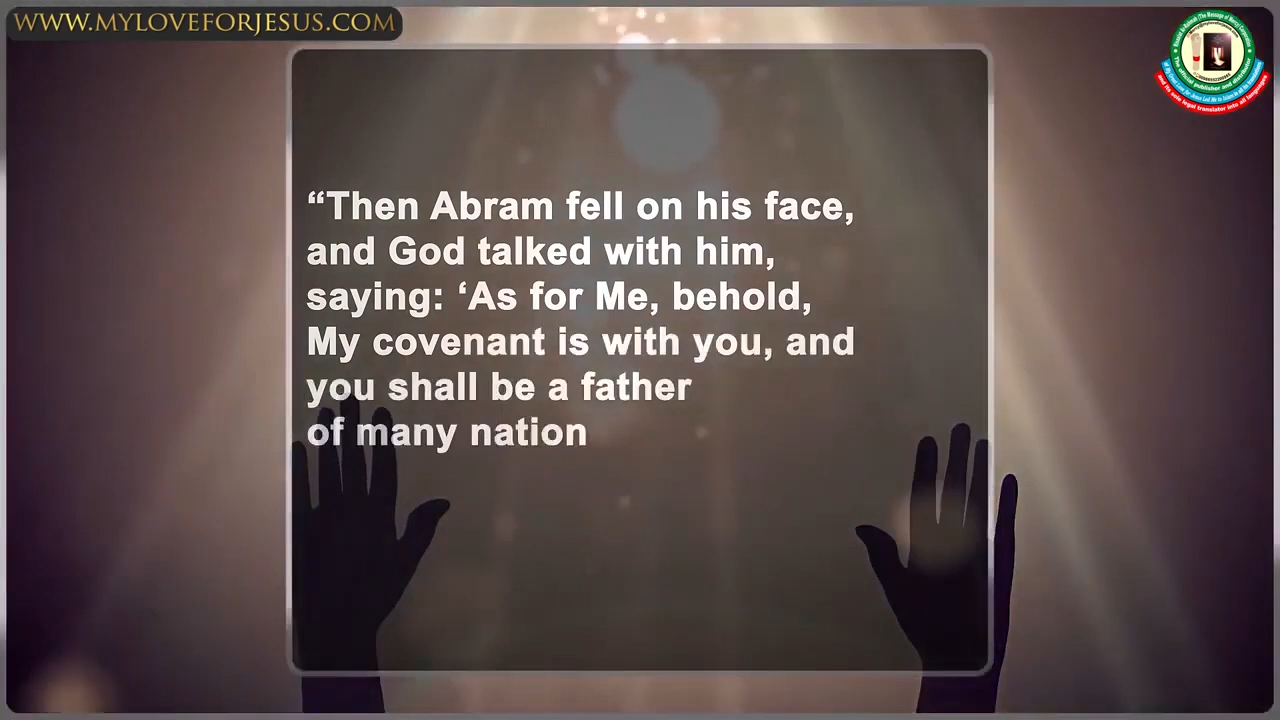 WWW.MYLOVEFORJESUS.COM
“Then Abram fell on his face,
and God talked with him,
saying: ‘As for Me, behold,
My covenant is with you, and
you shall be a father
of many nation